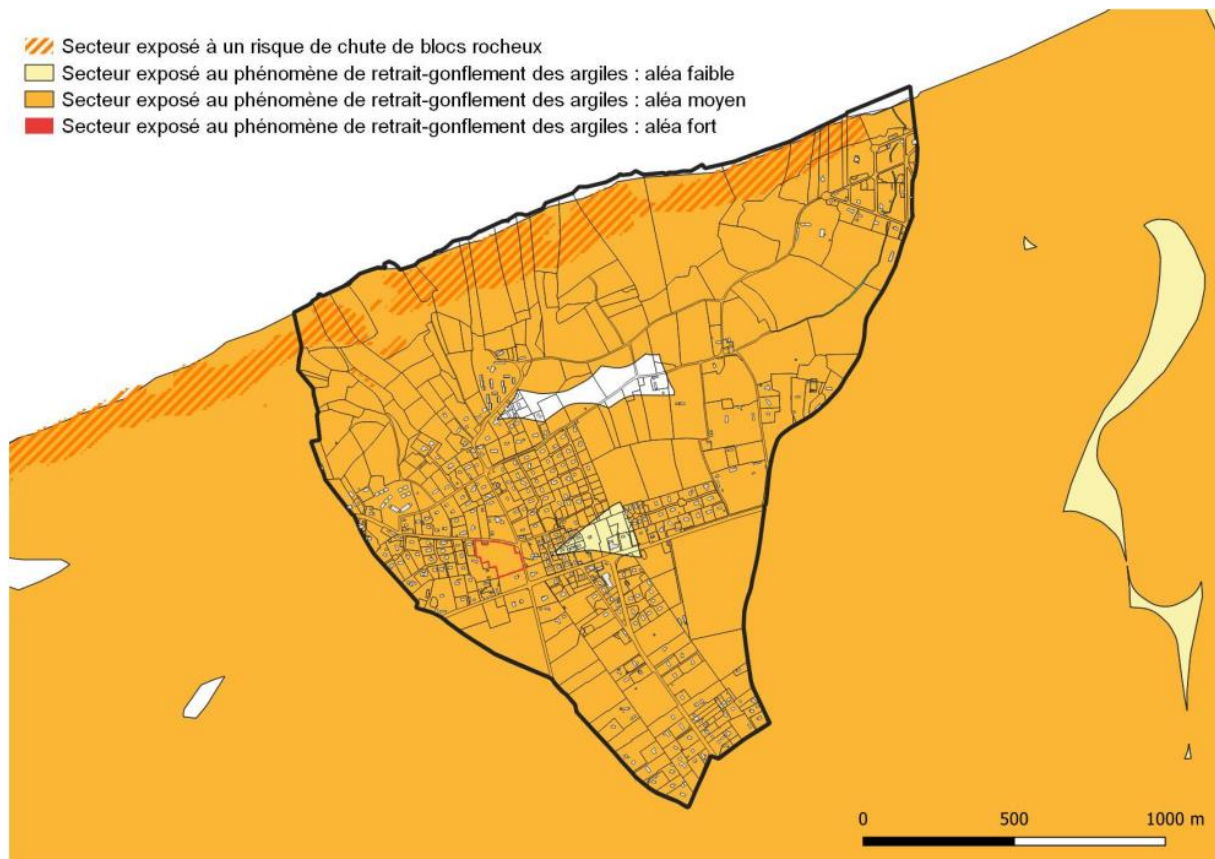 Secteur exposé à un risque de chute de blocs rocheux
Secteur exposé au phénomène de retrait-gonflement des argiles : aléa faible
Secteur exposé au phénomène de retrait-gonflement des argiles : aléa moyen
Secteur exposé au phénomène de retrait-gonflement des argiles : aléa fort
0 500 1000 m